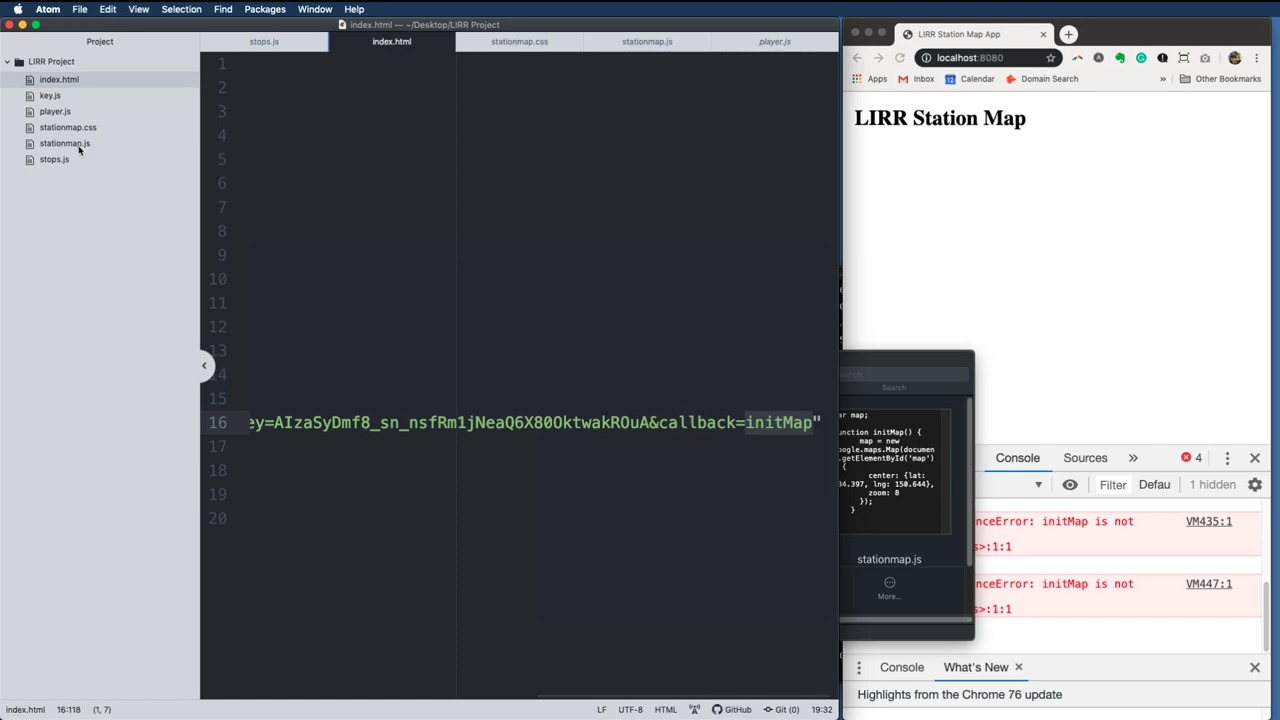 Atom File Edit View Selection Find Packages Window Help
index.html — ~/Desktop/LIRR Project
Project
LIRR Project
index.html
key.js
player.js
stationmap.css
stationmap.js
stops.js
stops.js index.html stationmap.css stationmap.js player.js
1
2
3
4
5
6
7
8
9
10
11
12
13
14
15
16 ey=AIzaSyDmf8_sn_nsfRm1jNeaQ6X80OktwakROuA&callback=initMap"
17
18
19
20
index.html 16:118 (1, 7) LF UTF-8 HTML GitHub Git (0) 19:32
LIRR Station Map App
localhost:8080
Apps Inbox Calendar Domain Search » Other Bookmarks
LIRR Station Map
Search
ar map;
unction initMap() {
map = new
oogle.maps.Map(documen
.getElementById('map')
{
center: {lat:
34.397, lng: 150.644},
zoom: 8
});
}
stationmap.js
More...
Console Sources » 4
Filter Defau 1 hidden
nceError: initMap is not VM435:1
s>:1:1
nceError: initMap is not VM447:1
s>:1:1
Console What's New
Highlights from the Chrome 76 update